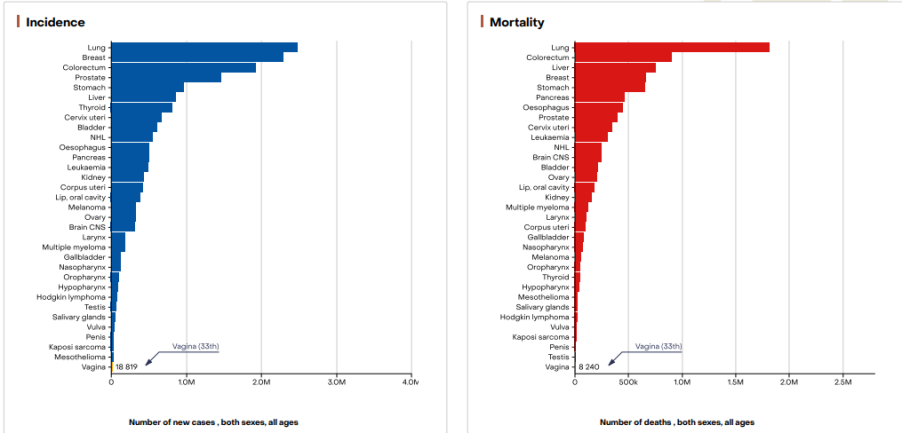 Incidence
Lung
Breast
Colorectum
Prostate
Stomach
Liver
Thyroid
Cervix uteri
Bladder
NHL
Oesophagus
Pancreas
Leukaemia
Kidney
Corpus uteri
Lip, oral cavity
Melanoma
Ovary
Brain CNS
Larynx
Multiple myeloma
Gallbladder
Nasopharynx
Oropharynx
Hypopharynx
Hodgkin lymphoma
Testis
Salivary glands
Vulva
Penis
Kaposi sarcoma
Mesothelioma
Vagina
18 819
Vagina (33th)
0 1.0M 2.0M 3.0M 4.0M
Number of new cases , both sexes, all ages
Mortality
Lung
Colorectum
Liver
Breast
Stomach
Pancreas
Oesophagus
Prostate
Cervix uteri
Leukaemia
NHL
Brain CNS
Bladder
Ovary
Lip, oral cavity
Kidney
Multiple myeloma
Larynx
Corpus uteri
Gallbladder
Nasopharynx
Melanoma
Oropharynx
Thyroid
Hypopharynx
Mesothelioma
Salivary glands
Hodgkin lymphoma
Vulva
Kaposi sarcoma
Penis
Testis
Vagina
8 240
Vagina (33th)
0 500k 1.0M 1.5M 2.0M 2.5M
Number of deaths , both sexes, all ages